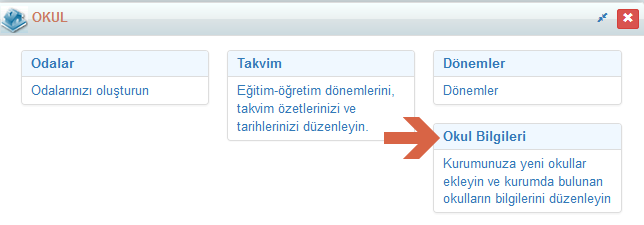 OKUL
Odalar
Odalarınızı oluşturun
Takvim
Eğitim-öğretim dönemlerini,
takvim özetlerinizi ve
tarihlerinizi düzenleyin.
Dönemler
Dönemler
Okul Bilgileri
Kurumunuza yeni okullar
ekleyin ve kurumda bulunan
okulların bilgilerini düzenleyin